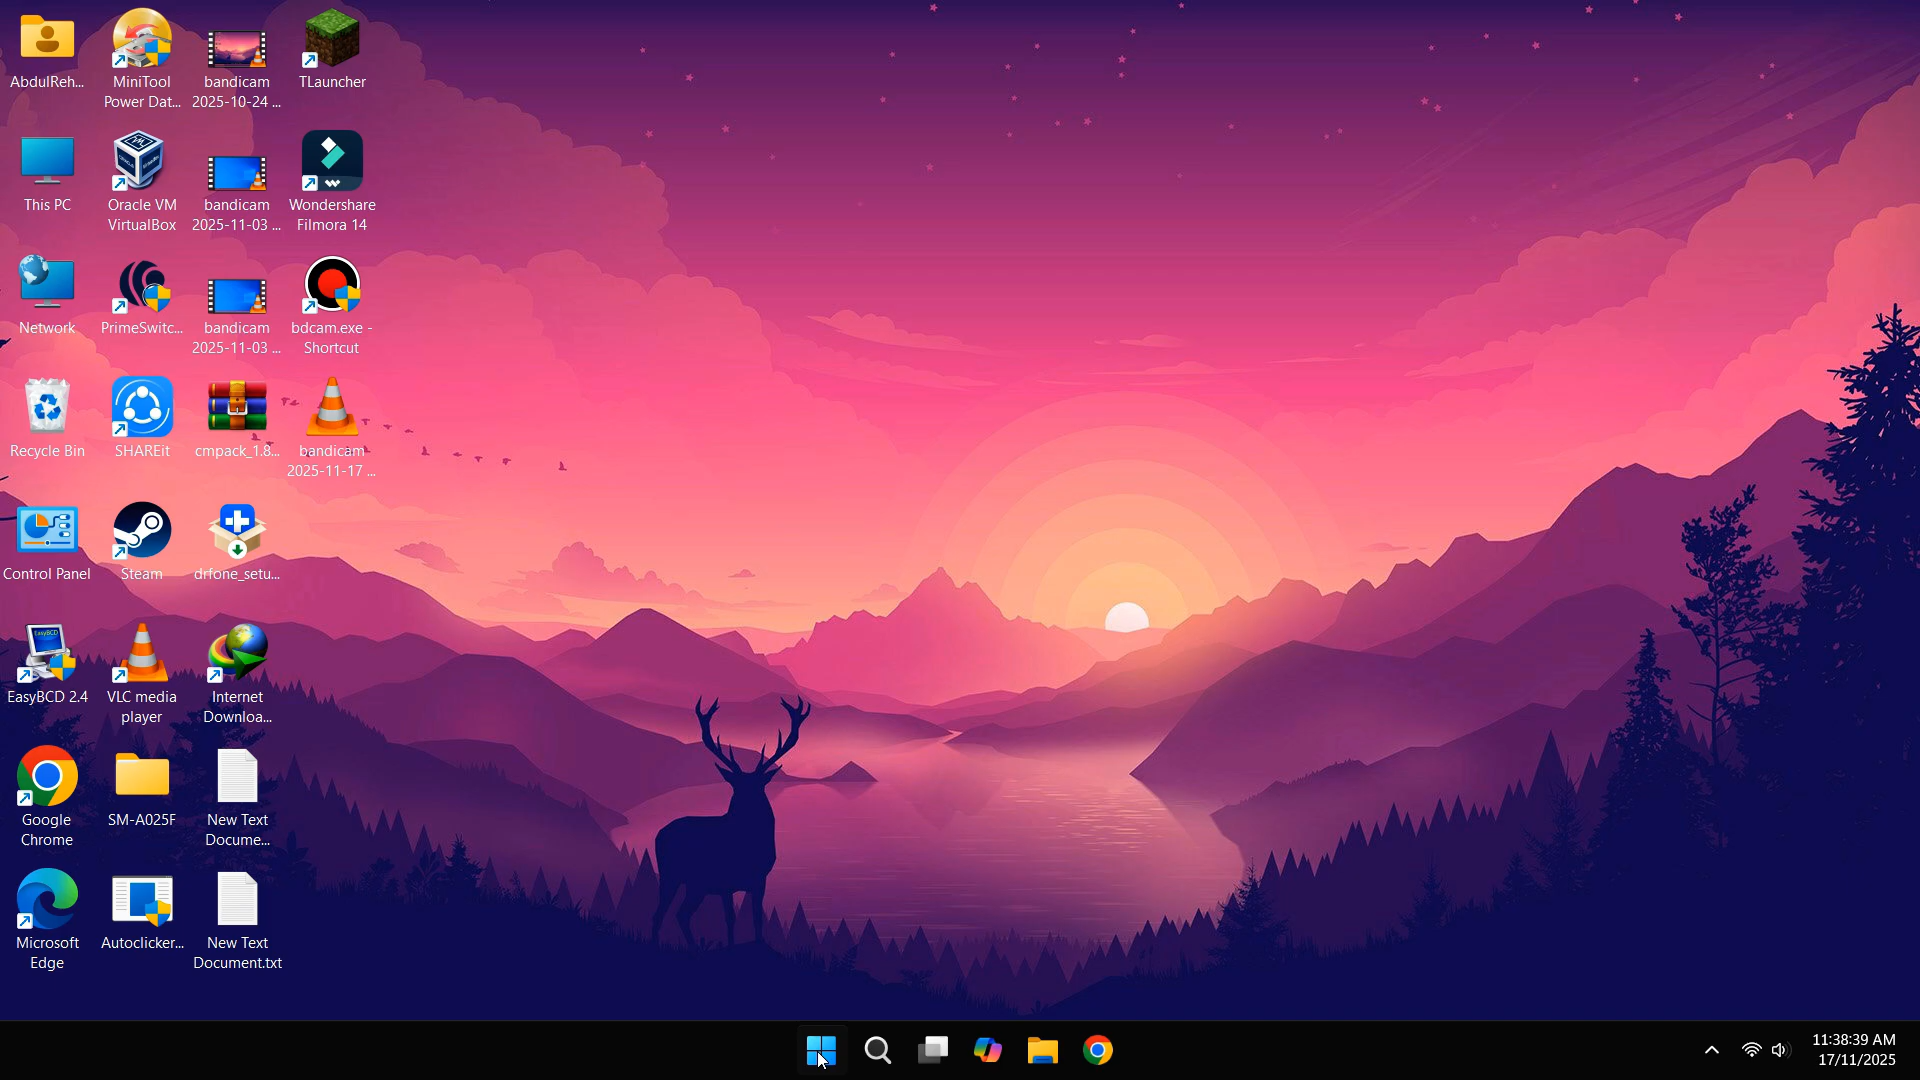 AbdulReh...
MiniTool
Power Dat...
bandicam
2025-10-24 ...
TLauncher
This PC
Oracle VM
VirtualBox
bandicam
2025-11-03 ...
Wondershare
Filmora 14
Network
PrimeSwitc...
bandicam
2025-11-03 ...
bdcam.exe -
Shortcut
Recycle Bin
SHAREit
cmpack_1.8...
bandicam
2025-11-17 ...
Control Panel
Steam
drfone_setu...
EasyBCD 2.4
VLC media
player
Internet
Downloa...
Google
Chrome
SM-A025F
New Text
Docume...
Microsoft
Edge
Autoclicker...
New Text
Document.txt
11:38:39 AM
17/11/2025